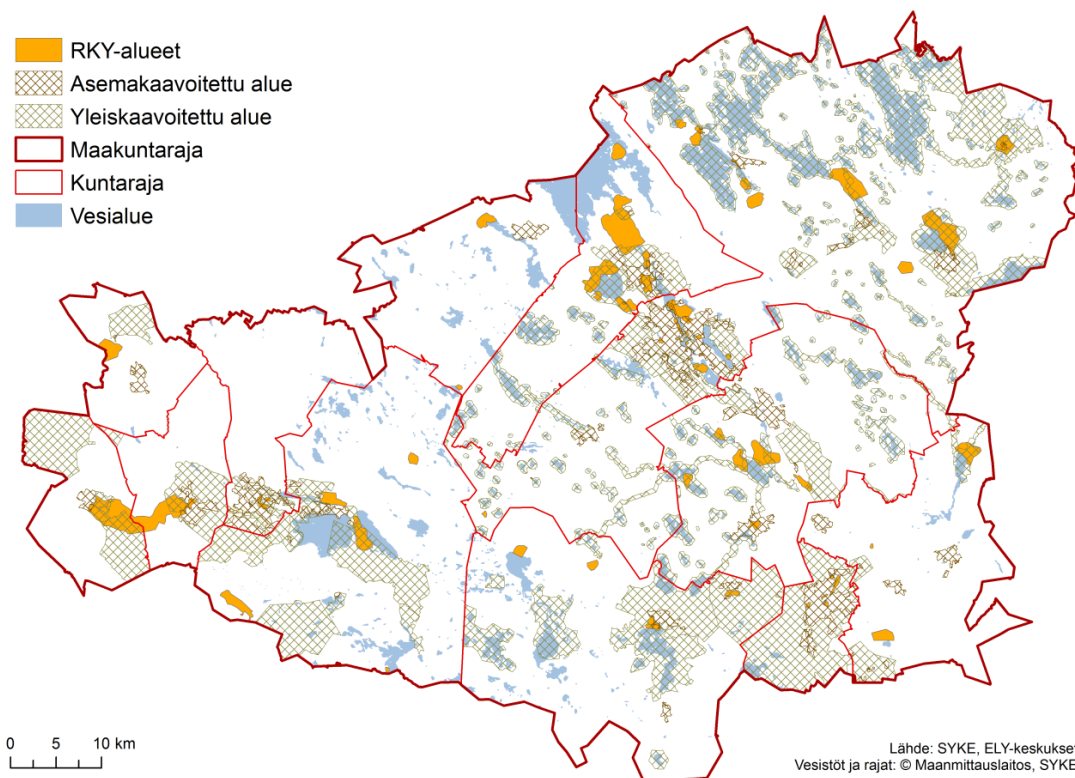 RKY-alueet
Asemakaavoitettu alue
Yleiskaavoitettu alue
Maakuntaraja
Kuntaraja
Vesialue
0 5 10 km
Lähde: SYKE, ELY-keskukset
Vesistöt ja rajat: © Maanmittauslaitos, SYKE